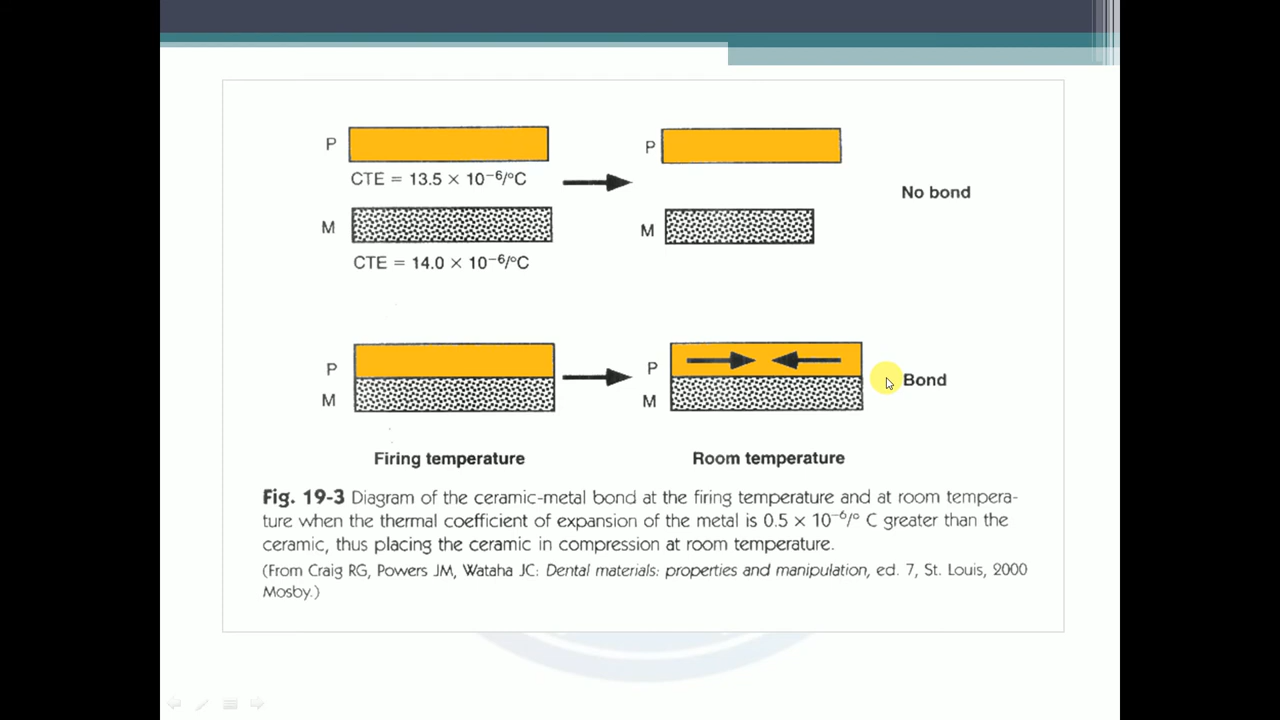 P
P
CTE = 13.5 × 10⁻⁶/°C
No bond
M
M
CTE = 14.0 × 10⁻⁶/°C
P
P
Bond
M
M
Firing temperature
Room temperature
Fig. 19-3 Diagram of the ceramic-metal bond at the firing temperature and at room tempera-
ture when the thermal coefficient of expansion of the metal is 0.5 × 10⁻⁶/° C greater than the
ceramic, thus placing the ceramic in compression at room temperature.
(From Craig RG, Powers JM, Wataha JC: Dental materials: properties and manipulation, ed. 7, St. Louis, 2000
Mosby.)